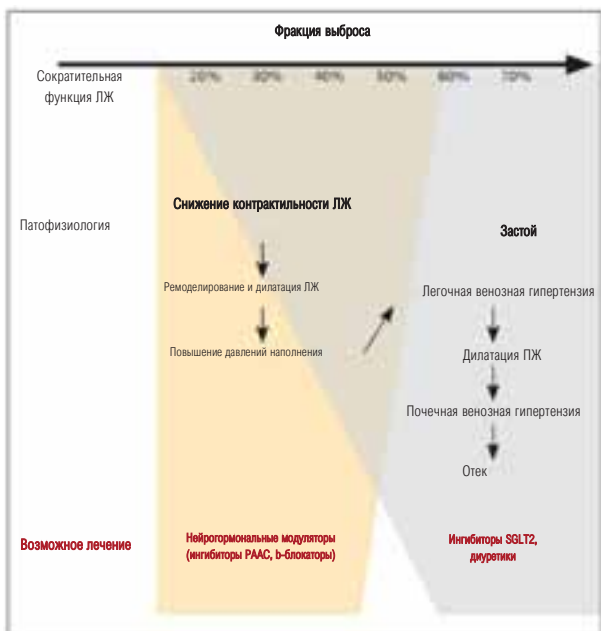 Фракция выброса
Сократительная
функция ЛЖ
20% 30% 40% 50% 60% 70%
Патофизиология
Снижение контрактильности ЛЖ
Застой
Ремоделирование и дилатация ЛЖ
Легочная венозная гипертензия
Повышение давлений наполнения
Дилатация ПЖ
Почечная венозная гипертензия
Отек
Возможное лечение
Нейрогормональные модуляторы
(ингибиторы РААС, b-блокаторы)
Ингибиторы SGLT2,
диуретики